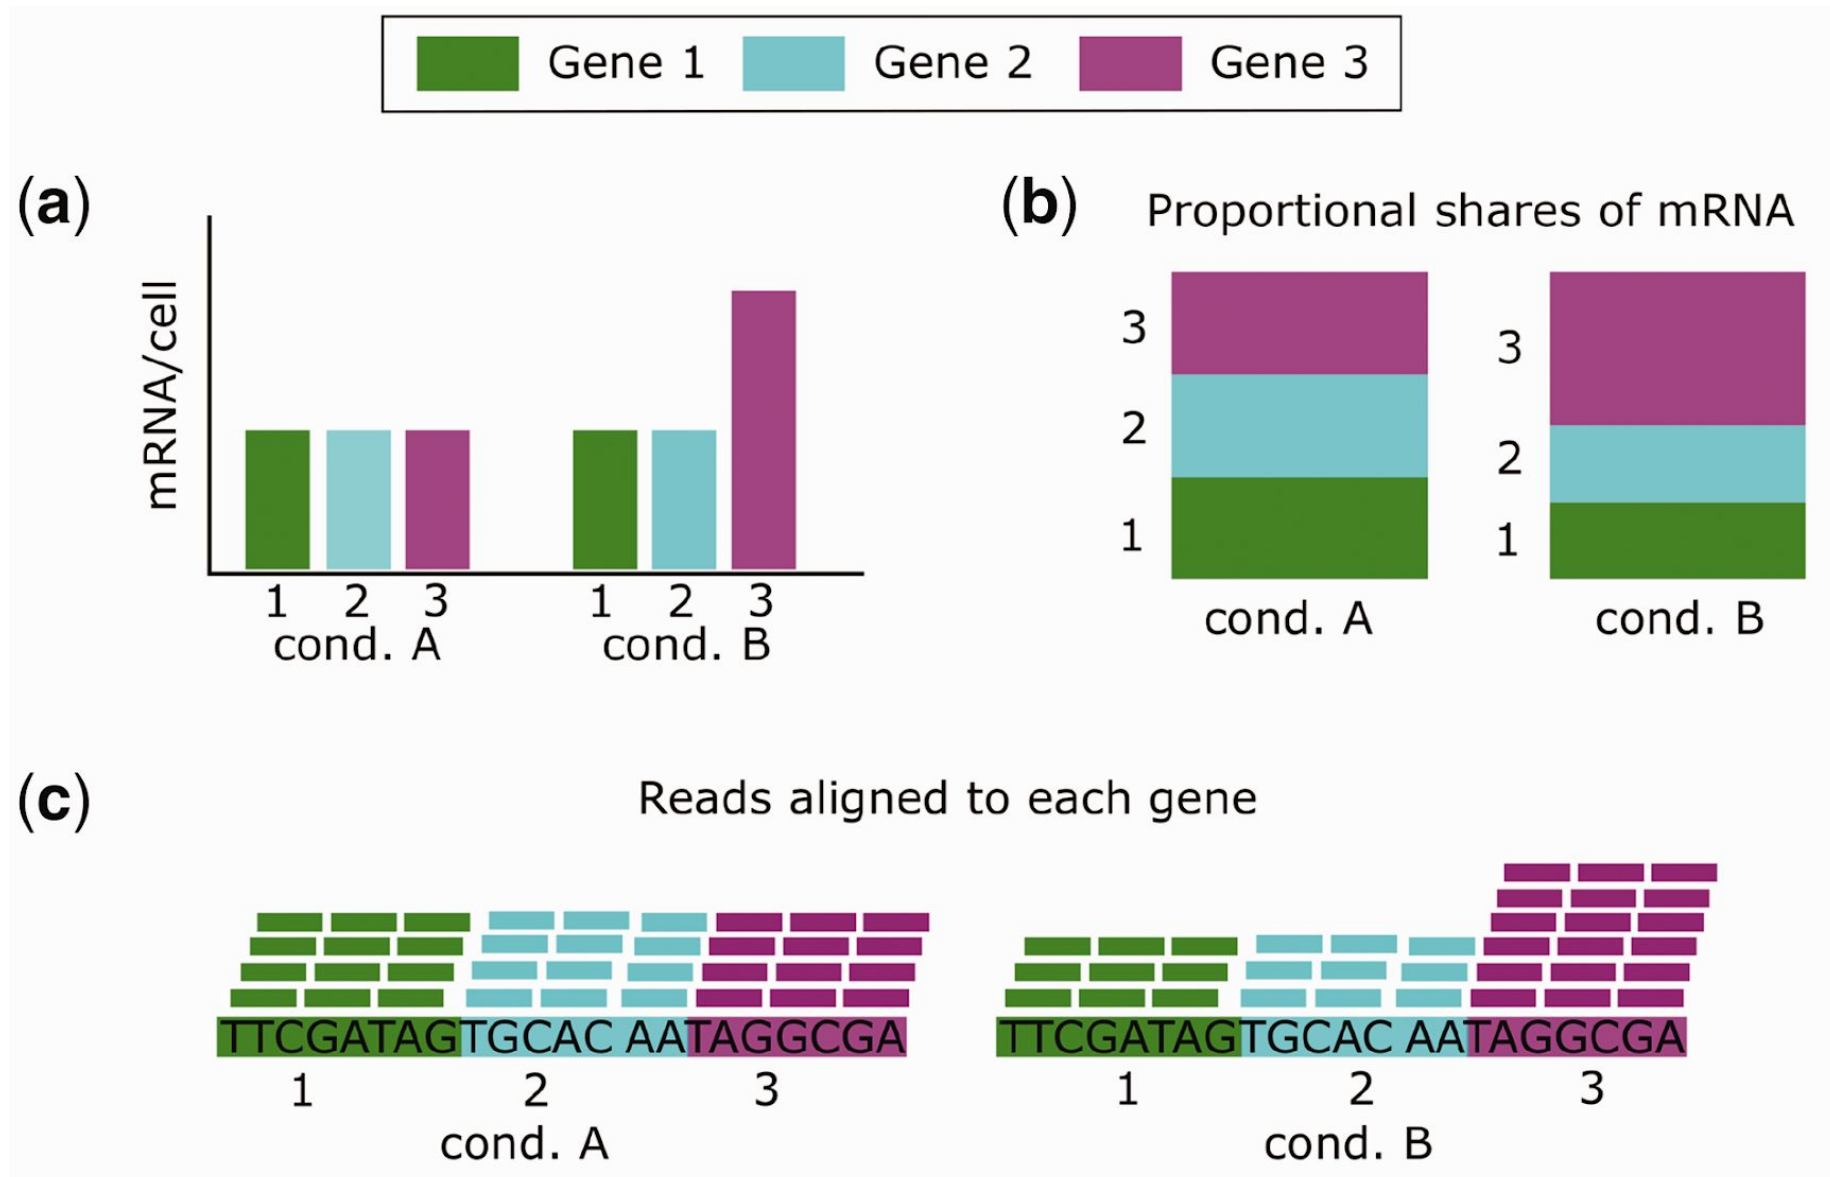 Gene 1 Gene 2 Gene 3
(a)
mRNA/cell
1 2 3 1 2 3
cond. A cond. B
(b) Proportional shares of mRNA
3 3
2 2
1 1
cond. A cond. B
(c) Reads aligned to each gene
TTCGATAGTGCAC AATAGGCGA TTCGATAGTGCAC AATAGGCGA
1 2 3 1 2 3
cond. A cond. B